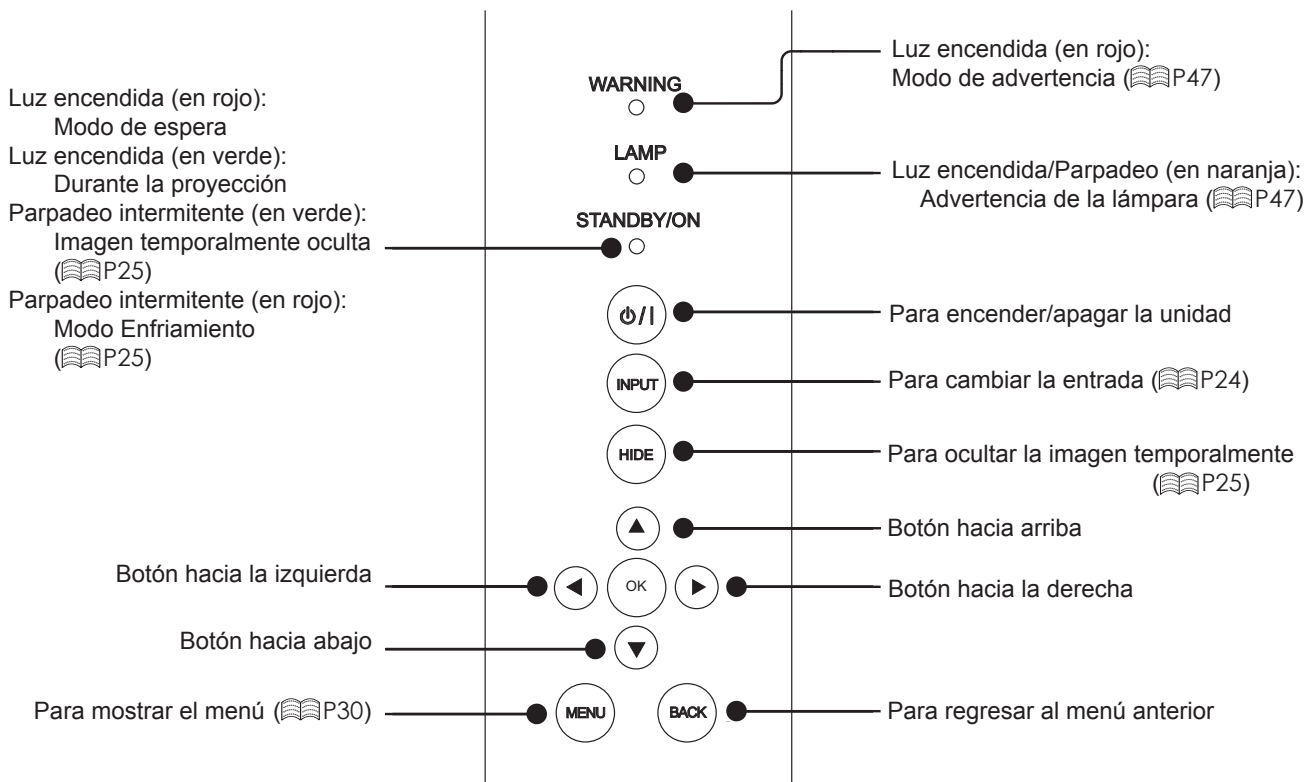 Luz encendida (en rojo):
Modo de espera
Luz encendida (en verde):
Durante la proyección
Parpadeo intermitente (en verde):
Imagen temporalmente oculta
(P25)
Parpadeo intermitente (en rojo):
Modo Enfriamiento
(P25)
Botón hacia la izquierda
Botón hacia abajo
Para mostrar el menú (P30)
WARNING
LAMP
STANDBY/ON
⏻/I
INPUT
HIDE
▲
◀ OK ▶
▼
MENU BACK
Luz encendida (en rojo):
Modo de advertencia (P47)
Luz encendida/Parpadeo (en naranja):
Advertencia de la lámpara (P47)
Para encender/apagar la unidad
Para cambiar la entrada (P24)
Para ocultar la imagen temporalmente
(P25)
Botón hacia arriba
Botón hacia la derecha
Para regresar al menú anterior